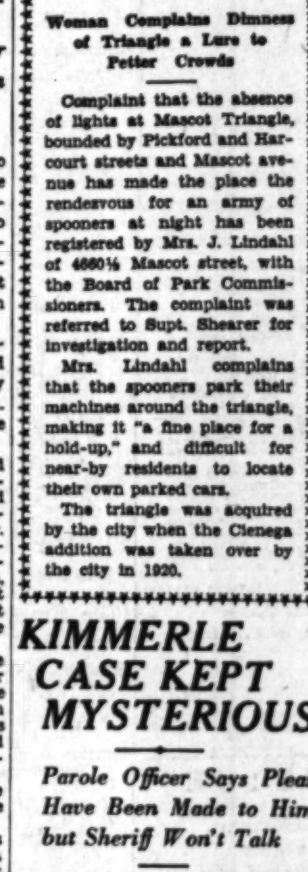 Woman Complains Dimness
of Triangle a Lure to
Petter Crowds
Complaint that the absence
of lights at Mascot Triangle,
bounded by Pickford and Har-
court streets and Mascot ave-
nue has made the place the
rendezvous for an army of
spooners at night has been
registered by Mrs. J. Lindahl
of 4660½ Mascot street, with
the Board of Park Commis-
sioners. The complaint was
referred to Supt. Shearer for
investigation and report.
Mrs. Lindahl complains
that the spooners park their
machines around the triangle,
making it "a fine place for a
hold-up," and difficult for
near-by residents to locate
their own parked cars.
The triangle was acquired
by the city when the Cienega
addition was taken over by
the city in 1920.
KIMMERLE
CASE KEPT
MYSTERIOUS
Parole Officer Says Plea
Have Been Made to Him
but Sheriff Won't Talk